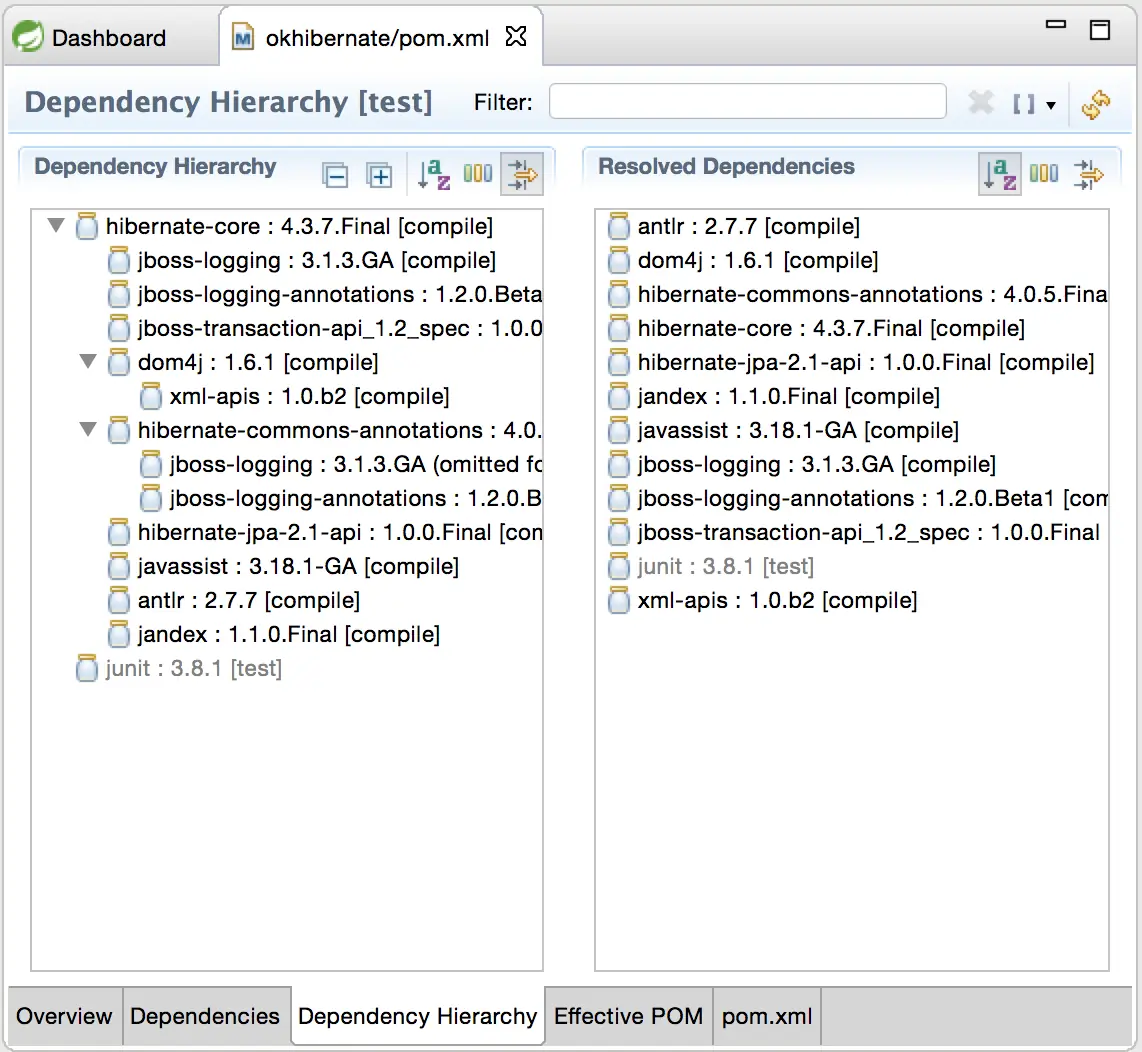 Dashboard
okhibernate/pom.xml
Dependency Hierarchy [test]
Filter:
Dependency Hierarchy
hibernate-core : 4.3.7.Final [compile]
jboss-logging : 3.1.3.GA [compile]
jboss-logging-annotations : 1.2.0.Beta
jboss-transaction-api_1.2_spec : 1.0.0
dom4j : 1.6.1 [compile]
xml-apis : 1.0.b2 [compile]
hibernate-commons-annotations : 4.0.
jboss-logging : 3.1.3.GA (omitted fo
jboss-logging-annotations : 1.2.0.B
hibernate-jpa-2.1-api : 1.0.0.Final [con
javassist : 3.18.1-GA [compile]
antlr : 2.7.7 [compile]
jandex : 1.1.0.Final [compile]
junit : 3.8.1 [test]
Resolved Dependencies
antlr : 2.7.7 [compile]
dom4j : 1.6.1 [compile]
hibernate-commons-annotations : 4.0.5.Fina
hibernate-core : 4.3.7.Final [compile]
hibernate-jpa-2.1-api : 1.0.0.Final [compile]
jandex : 1.1.0.Final [compile]
javassist : 3.18.1-GA [compile]
jboss-logging : 3.1.3.GA [compile]
jboss-logging-annotations : 1.2.0.Beta1 [com
jboss-transaction-api_1.2_spec : 1.0.0.Final
junit : 3.8.1 [test]
xml-apis : 1.0.b2 [compile]
Overview
Dependencies
Dependency Hierarchy
Effective POM
pom.xml